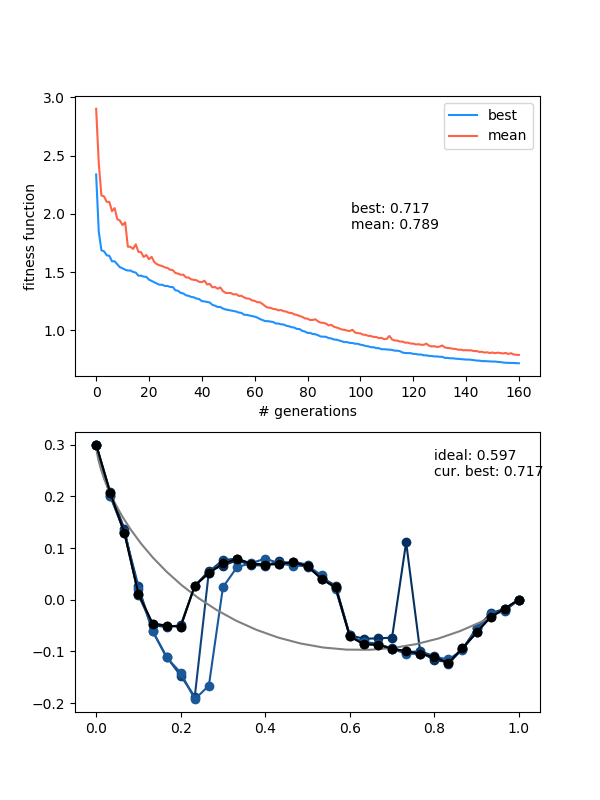 3.0
2.5
2.0
1.5
1.0
fitness function
best
mean
best: 0.717
mean: 0.789
0 20 40 60 80 100 120 140 160
# generations
0.3
0.2
0.1
0.0
−0.1
−0.2
ideal: 0.597
cur. best: 0.717
0.0 0.2 0.4 0.6 0.8 1.0